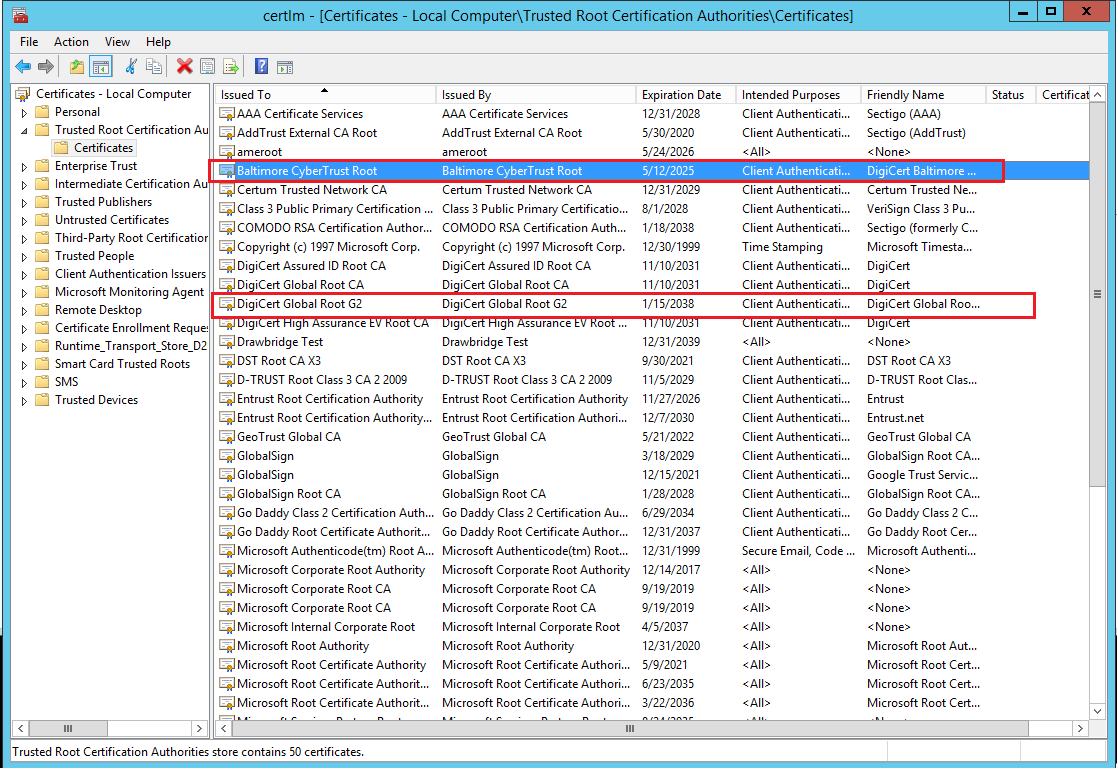 certlm - [Certificates - Local Computer\Trusted Root Certification Authorities\Certificates]
File Action View Help
Certificates - Local Computer
Personal
Trusted Root Certification Au
Certificates
Enterprise Trust
Intermediate Certification Au
Trusted Publishers
Untrusted Certificates
Third-Party Root Certification
Trusted People
Client Authentication Issuers
Microsoft Monitoring Agent
Remote Desktop
Certificate Enrollment Reques
Runtime_Transport_Store_D2
Smart Card Trusted Roots
SMS
Trusted Devices
Issued To Issued By Expiration Date Intended Purposes Friendly Name Status Certificat
AAA Certificate Services AAA Certificate Services 12/31/2028 Client Authenticati... Sectigo (AAA)
AddTrust External CA Root AddTrust External CA Root 5/30/2020 Client Authenticati... Sectigo (AddTrust)
ameroot ameroot 5/24/2026 <All> <None>
Baltimore CyberTrust Root Baltimore CyberTrust Root 5/12/2025 Client Authenticati... DigiCert Baltimore ...
Certum Trusted Network CA Certum Trusted Network CA 12/31/2029 Client Authenticati... Certum Trusted Ne...
Class 3 Public Primary Certification ... Class 3 Public Primary Certificatio... 8/1/2028 Client Authenticati... VeriSign Class 3 Pu...
COMODO RSA Certification Author... COMODO RSA Certification Auth... 1/18/2038 Client Authenticati... Sectigo (formerly C...
Copyright (c) 1997 Microsoft Corp. Copyright (c) 1997 Microsoft Corp. 12/30/1999 Time Stamping Microsoft Timesta...
DigiCert Assured ID Root CA DigiCert Assured ID Root CA 11/10/2031 Client Authenticati... DigiCert
DigiCert Global Root CA DigiCert Global Root CA 11/10/2031 Client Authenticati... DigiCert
DigiCert Global Root G2 DigiCert Global Root G2 1/15/2038 Client Authenticati... DigiCert Global Roo...
DigiCert High Assurance EV Root CA DigiCert High Assurance EV Root ... 11/10/2031 Client Authenticati... DigiCert
Drawbridge Test Drawbridge Test 12/31/2039 <All> <None>
DST Root CA X3 DST Root CA X3 9/30/2021 Client Authenticati... DST Root CA X3
D-TRUST Root Class 3 CA 2 2009 D-TRUST Root Class 3 CA 2 2009 11/5/2029 Client Authenticati... D-TRUST Root Clas...
Entrust Root Certification Authority Entrust Root Certification Authority 11/27/2026 Client Authenticati... Entrust
Entrust Root Certification Authority... Entrust Root Certification Authori... 12/7/2030 Client Authenticati... Entrust.net
GeoTrust Global CA GeoTrust Global CA 5/21/2022 Client Authenticati... GeoTrust Global CA
GlobalSign GlobalSign 3/18/2029 Client Authenticati... GlobalSign Root CA...
GlobalSign GlobalSign 12/15/2021 Client Authenticati... Google Trust Servic...
GlobalSign Root CA GlobalSign Root CA 1/28/2028 Client Authenticati... GlobalSign Root CA...
Go Daddy Class 2 Certification Auth... Go Daddy Class 2 Certification Au... 6/29/2034 Client Authenticati... Go Daddy Class 2 C...
Go Daddy Root Certificate Authorit... Go Daddy Root Certificate Authori... 12/31/2037 Client Authenticati... Go Daddy Root Cer...
Microsoft Authenticode(tm) Root A... Microsoft Authenticode(tm) Root... 12/31/1999 Secure Email, Code ... Microsoft Authenti...
Microsoft Corporate Root Authority Microsoft Corporate Root Authority 12/14/2017 <All> <None>
Microsoft Corporate Root CA Microsoft Corporate Root CA 9/19/2019 <All> <None>
Microsoft Corporate Root CA Microsoft Corporate Root CA 9/19/2019 <All> <None>
Microsoft Internal Corporate Root Microsoft Internal Corporate Root 4/5/2037 <All> <None>
Microsoft Root Authority Microsoft Root Authority 12/31/2020 <All> Microsoft Root Aut...
Microsoft Root Certificate Authority Microsoft Root Certificate Authori... 5/9/2021 <All> Microsoft Root Cert...
Microsoft Root Certificate Authorit... Microsoft Root Certificate Authori... 6/23/2035 <All> Microsoft Root Cert...
Microsoft Root Certificate Authorit... Microsoft Root Certificate Authori... 3/22/2036 <All> Microsoft Root Cert...
Trusted Root Certification Authorities store contains 50 certificates.